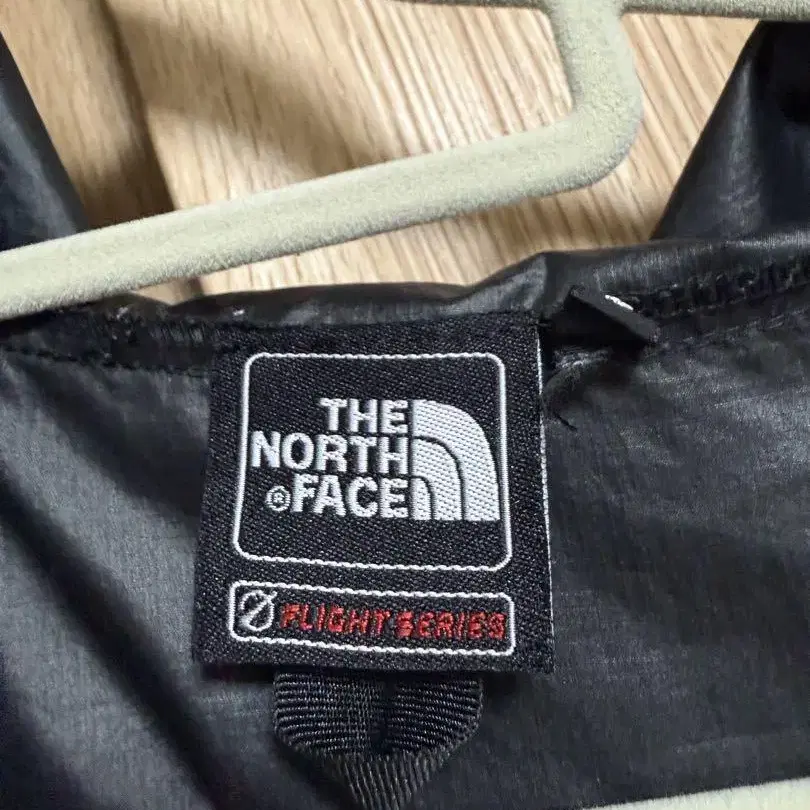 THE
NORTH
® FACE
FLIGHT SERIES